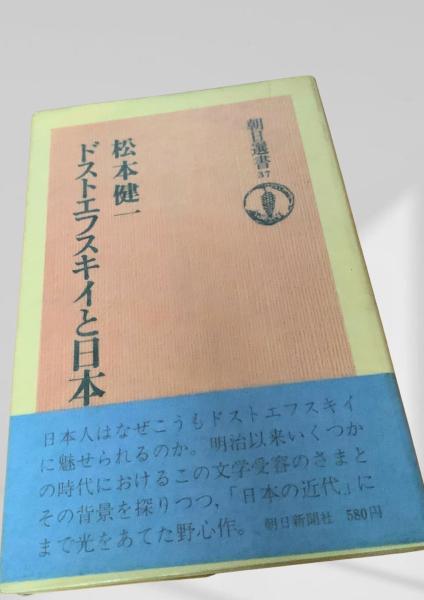 朝日選書 37
松本健一
ドストエフスキイと日本
日本人はなぜこうもドストエフスキイ
に魅せられるのか。明治以来いくつか
の時代におけるこの文学受容のさまと
その背景を探りつつ、「日本の近代」に
まで光をあてた野心作。 朝日新聞社 580円